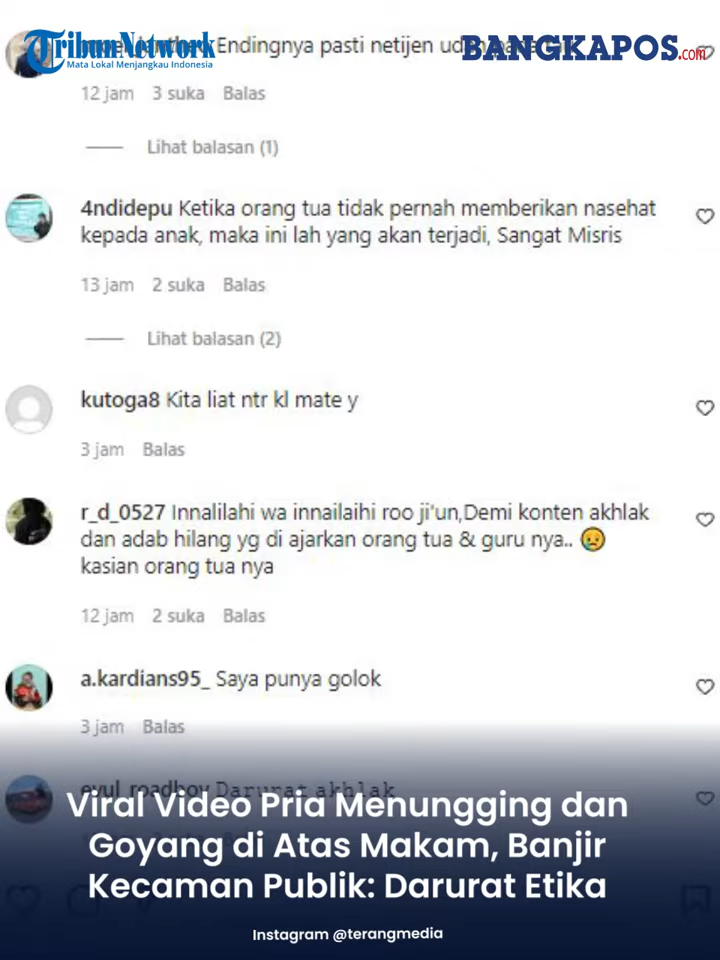 Tribun Network
Mata Lokal Menjangkau Indonesia
BANGKAPOS.com
Endingnya pasti netijen
12 jam 3 suka Balas
Lihat balasan (1)
4ndidepu Ketika orang tua tidak pernah memberikan nasehat
kepada anak, maka ini lah yang akan terjadi, Sangat Misris
13 jam 2 suka Balas
Lihat balasan (2)
kutoga8 Kita liat ntr kl mate y
3 jam Balas
r_d_0527 Innalilahi wa innailaihi roo ji'un,Demi konten akhlak
dan adab hilang yg di ajarkan orang tua & guru nya.. 😥
kasian orang tua nya
12 jam 2 suka Balas
a.kardians95_ Saya punya golok
3 jam Balas
eyul_roadboy Darurat akhlak
Viral Video Pria Menungging dan
Goyang di Atas Makam, Banjir
Kecaman Publik: Darurat Etika
Instagram @terangmedia